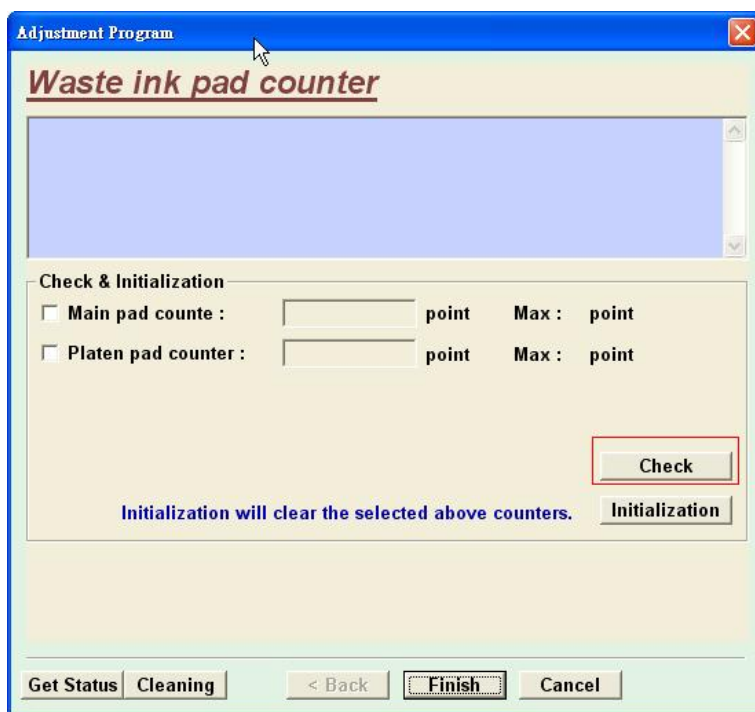 Adjustment Program
Waste ink pad counter
Check & Initialization
Main pad counte : point Max : point
Platen pad counter : point Max : point
Check
Initialization will clear the selected above counters. Initialization
Get Status Cleaning < Back Finish Cancel